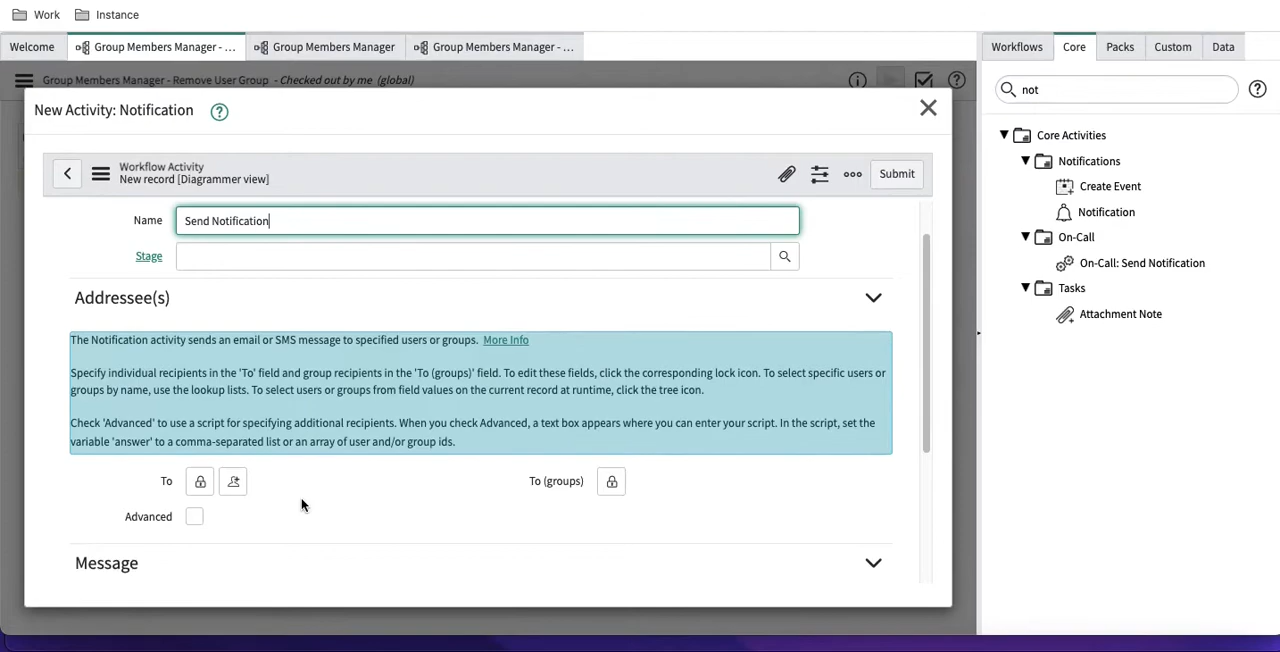 Work Instance
Welcome Group Members Manager - ... Group Members Manager Group Members Manager - ...
Group Members Manager - Remove User Group - Checked out by me (global)
New Activity: Notification
Workflow Activity
New record [Diagrammer view]
Submit
Name Send Notification
Stage
Addressee(s)
The Notification activity sends an email or SMS message to specified users or groups. More Info
Specify individual recipients in the 'To' field and group recipients in the 'To (groups)' field. To edit these fields, click the corresponding lock icon. To select specific users or
groups by name, use the lookup lists. To select users or groups from field values on the current record at runtime, click the tree icon.
Check 'Advanced' to use a script for specifying additional recipients. When you check Advanced, a text box appears where you can enter your script. In the script, set the
variable 'answer' to a comma-separated list or an array of user and/or group ids.
To To (groups)
Advanced
Message
Workflows Core Packs Custom Data
not
Core Activities
Notifications
Create Event
Notification
On-Call
On-Call: Send Notification
Tasks
Attachment Note